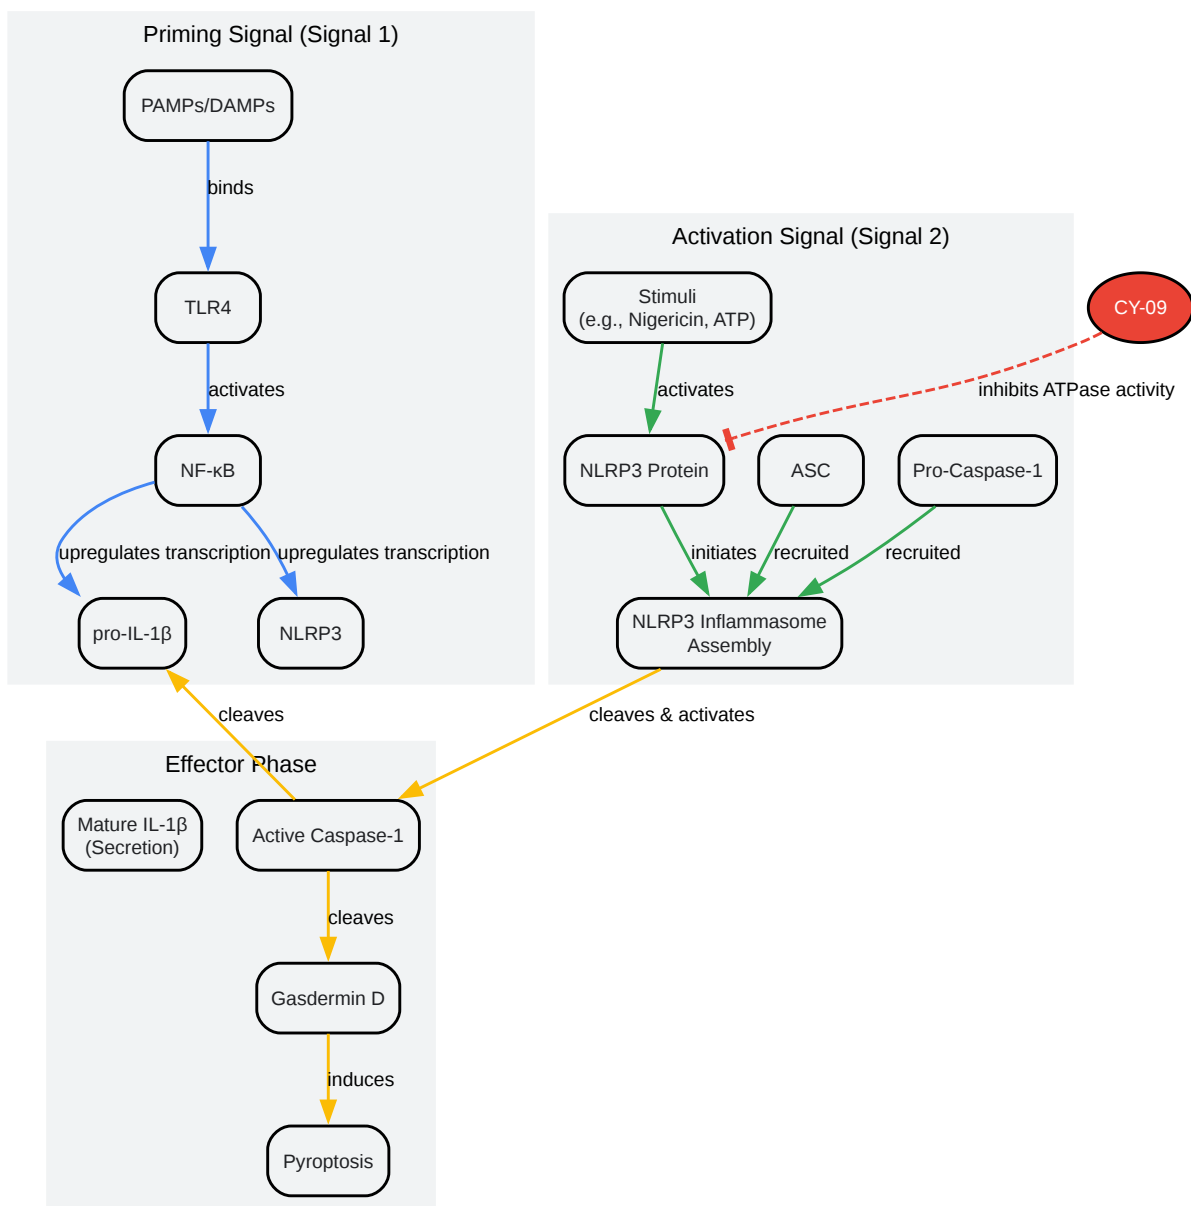 Priming Signal (Signal 1)
PAMPs/DAMPs
binds
TLR4
activates
NF-κB
upregulates transcription
upregulates transcription
pro-IL-1β
NLRP3
Activation Signal (Signal 2)
Stimuli
(e.g., Nigericin, ATP)
CY-09
activates
inhibits ATPase activity
NLRP3 Protein
ASC
Pro-Caspase-1
initiates
recruited
recruited
NLRP3 Inflammasome
Assembly
cleaves
cleaves & activates
Effector Phase
Mature IL-1β
(Secretion)
Active Caspase-1
cleaves
Gasdermin D
induces
Pyroptosis